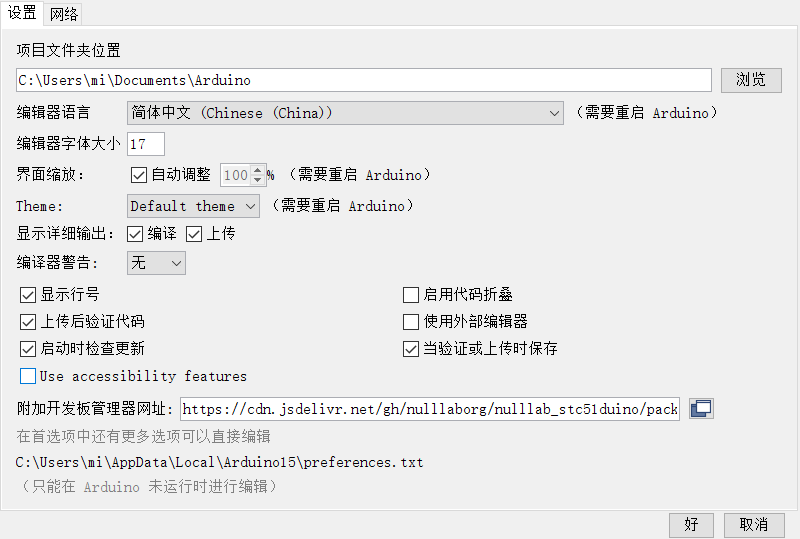 设置 网络
项目文件夹位置
C:\Users\mi\Documents\Arduino 浏览
编辑器语言 简体中文 (Chinese (China)) （需要重启 Arduino）
编辑器字体大小 17
界面缩放： 自动调整 100 % （需要重启 Arduino）
Theme: Default theme （需要重启 Arduino）
显示详细输出： 编译 上传
编译器警告: 无
显示行号 启用代码折叠
上传后验证代码 使用外部编辑器
启动时检查更新 当验证或上传时保存
Use accessibility features
附加开发板管理器网址: https://cdn.jsdelivr.net/gh/nulllaborg/nulllab_stc51duino/pack
在首选项中还有更多选项可以直接编辑
C:\Users\mi\AppData\Local\Arduino15\preferences.txt
（只能在 Arduino 未运行时进行编辑）
好 取消